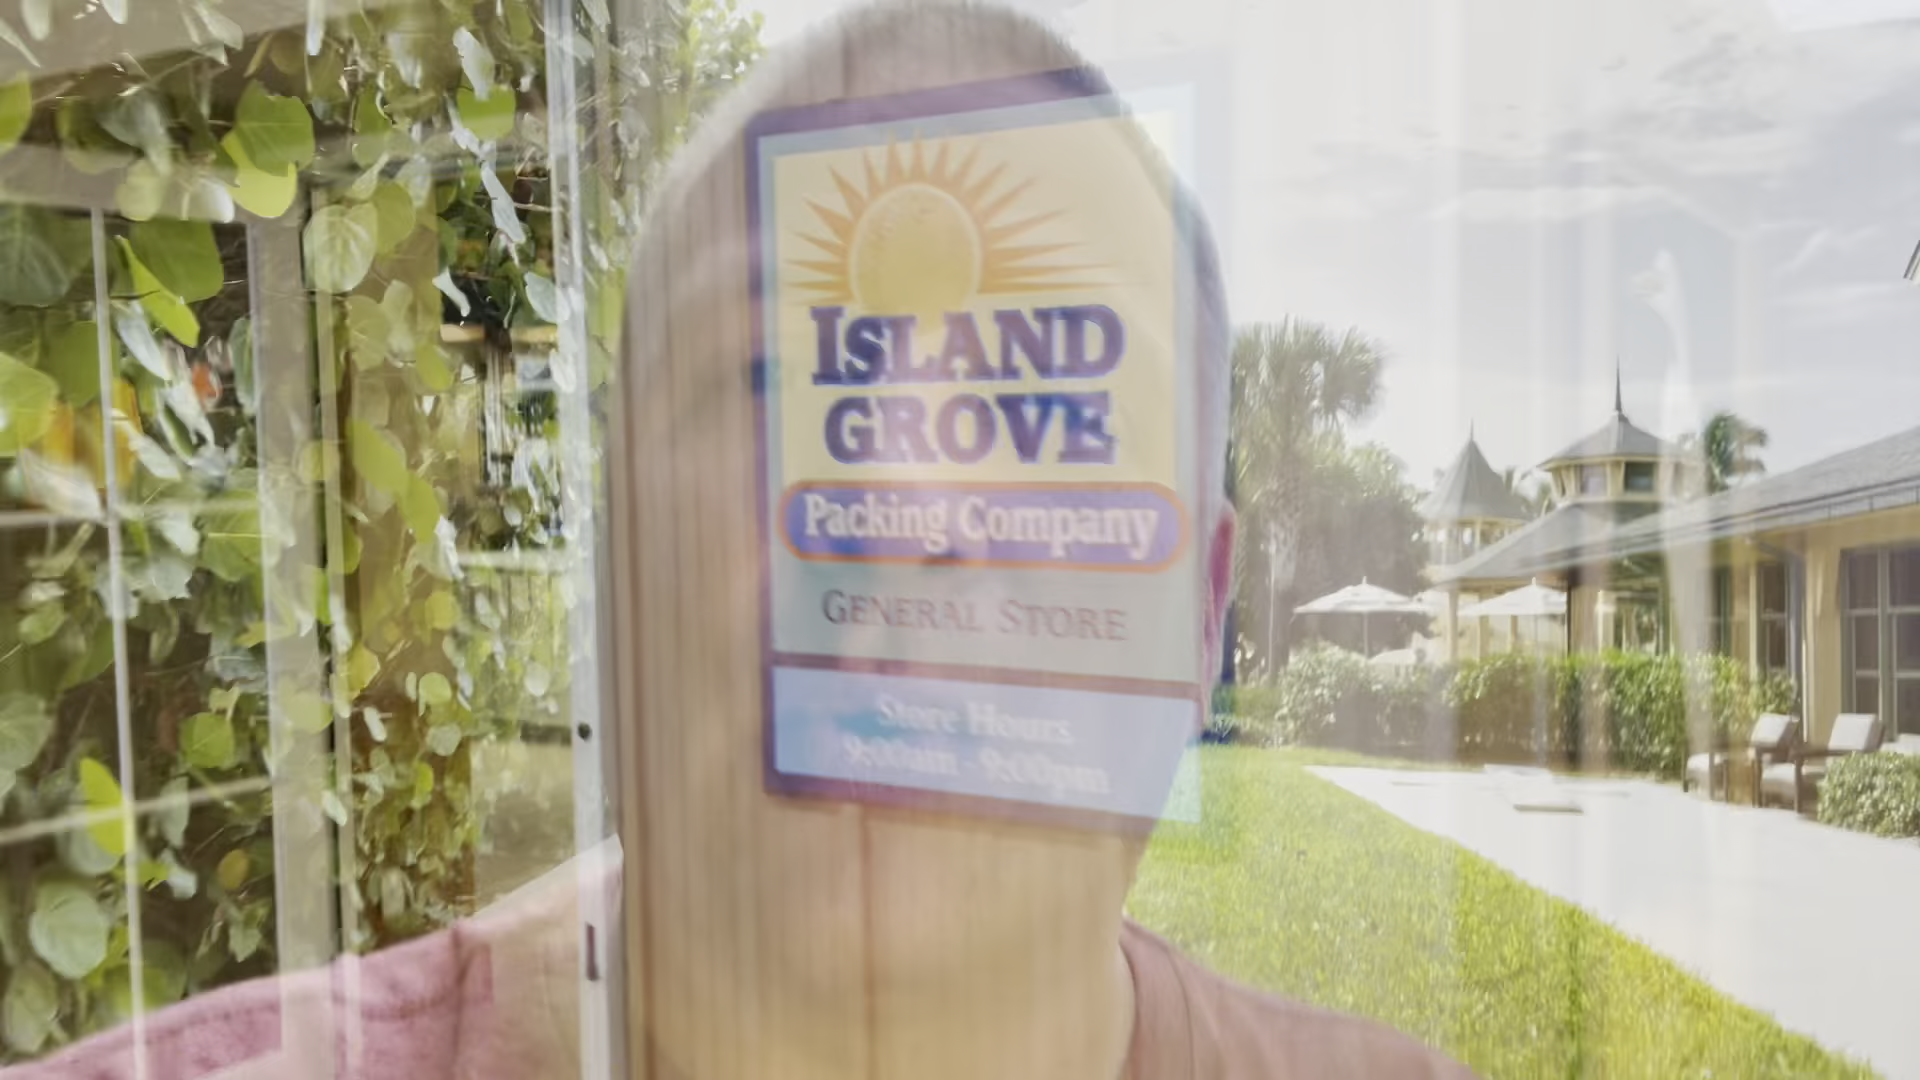 ISLAND
GROVE
Packing Company
GENERAL STORE
Store Hours
9:00am - 9:00pm